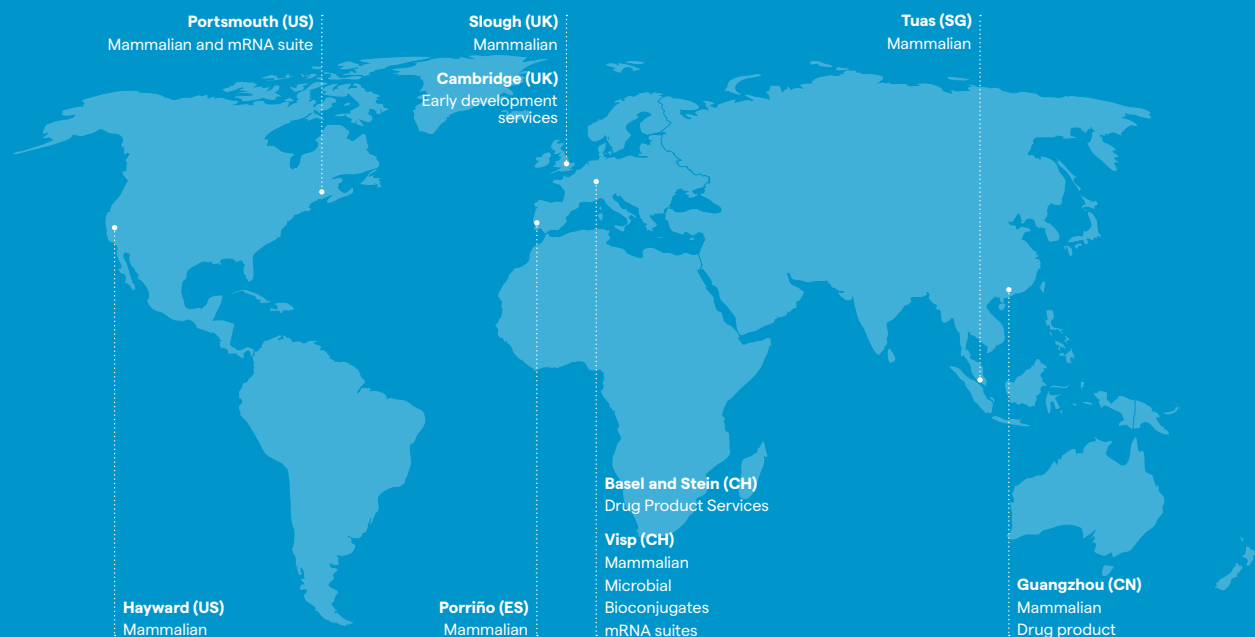 Portsmouth (US)
Mammalian and mRNA suite
Slough (UK)
Mammalian
Cambridge (UK)
Early development
services
Tuas (SG)
Mammalian
Basel and Stein (CH)
Drug Product Services
Visp (CH)
Mammalian
Microbial
Bioconjugates
mRNA suites
Hayward (US)
Mammalian
Porriño (ES)
Mammalian
Guangzhou (CN)
Mammalian
Drug product